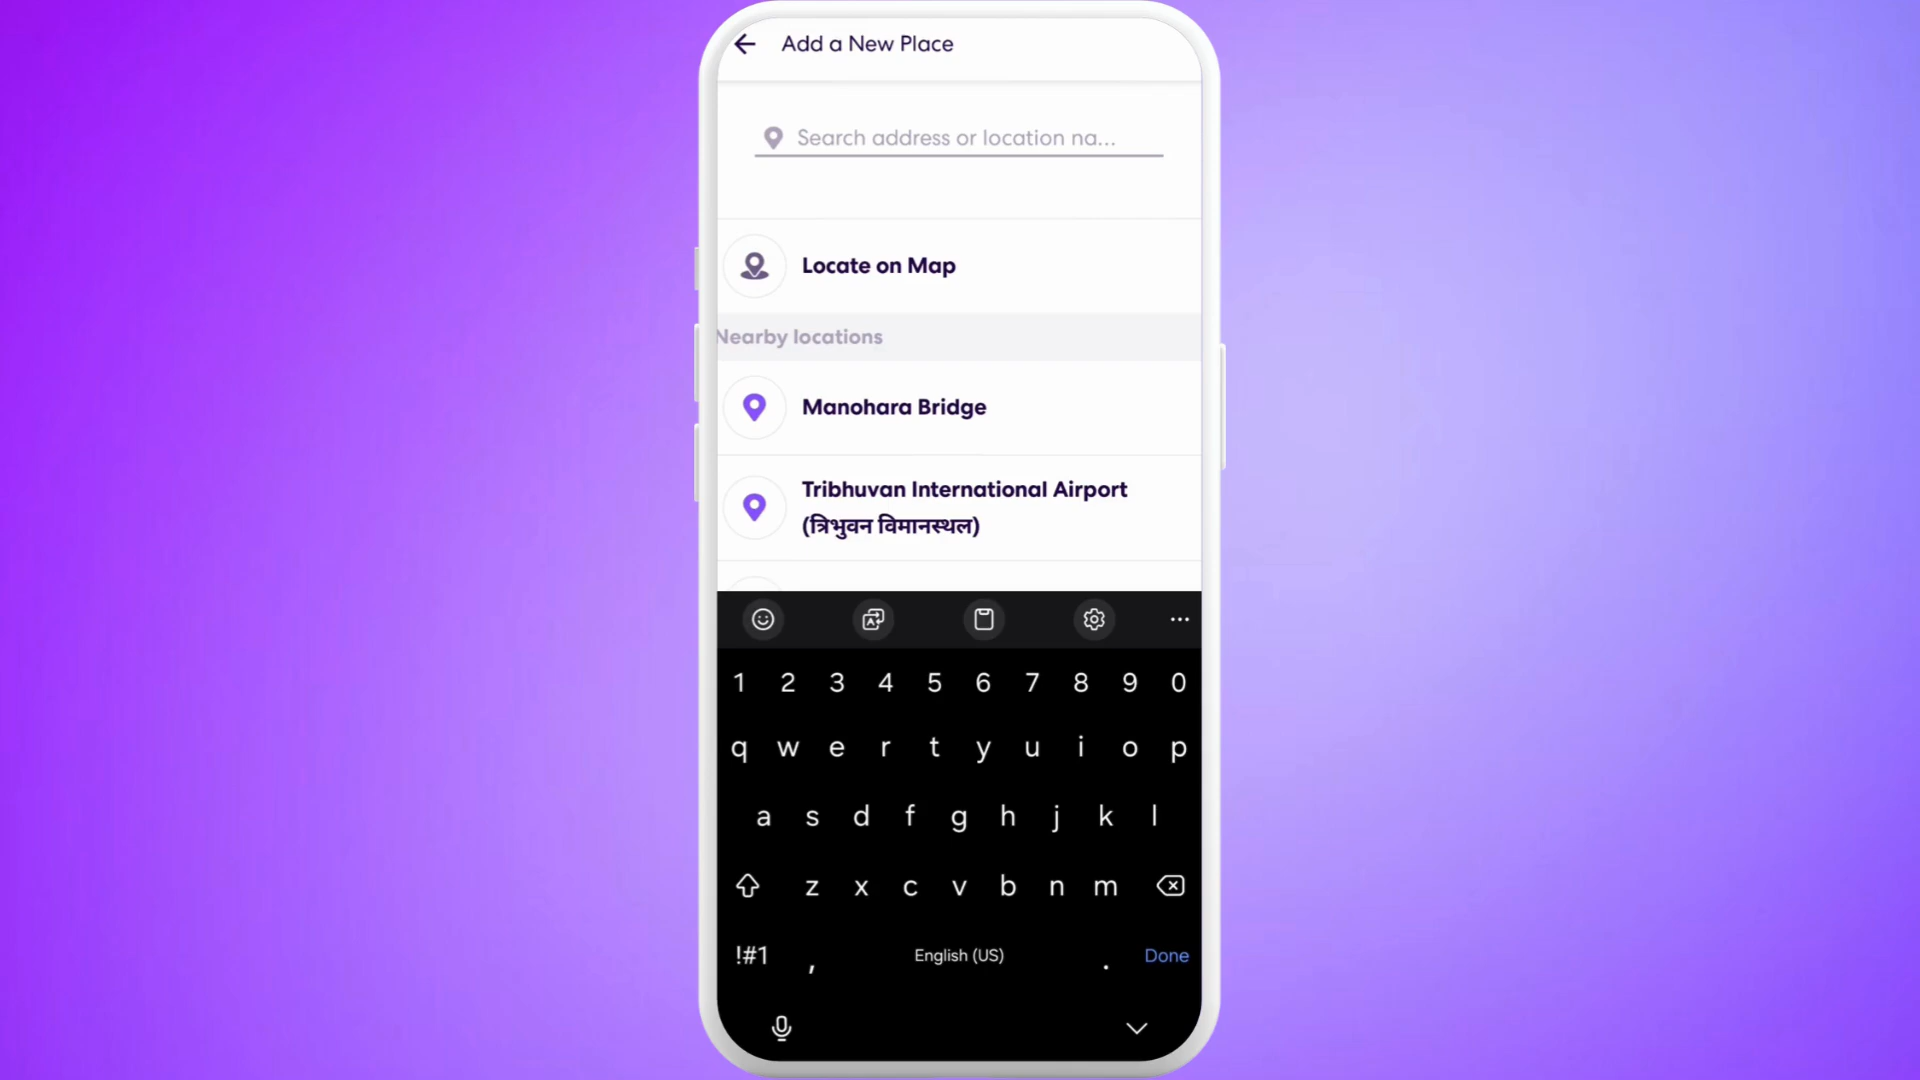 Add a New Place
Search address or location na...
Locate on Map
Nearby locations
Manohara Bridge
Tribhuvan International Airport
(त्रिभुवन विमानस्थल)
1 2 3 4 5 6 7 8 9 0
q w e r t y u i o p
a s d f g h j k l
z x c v b n m
!#1 , English (US) . Done